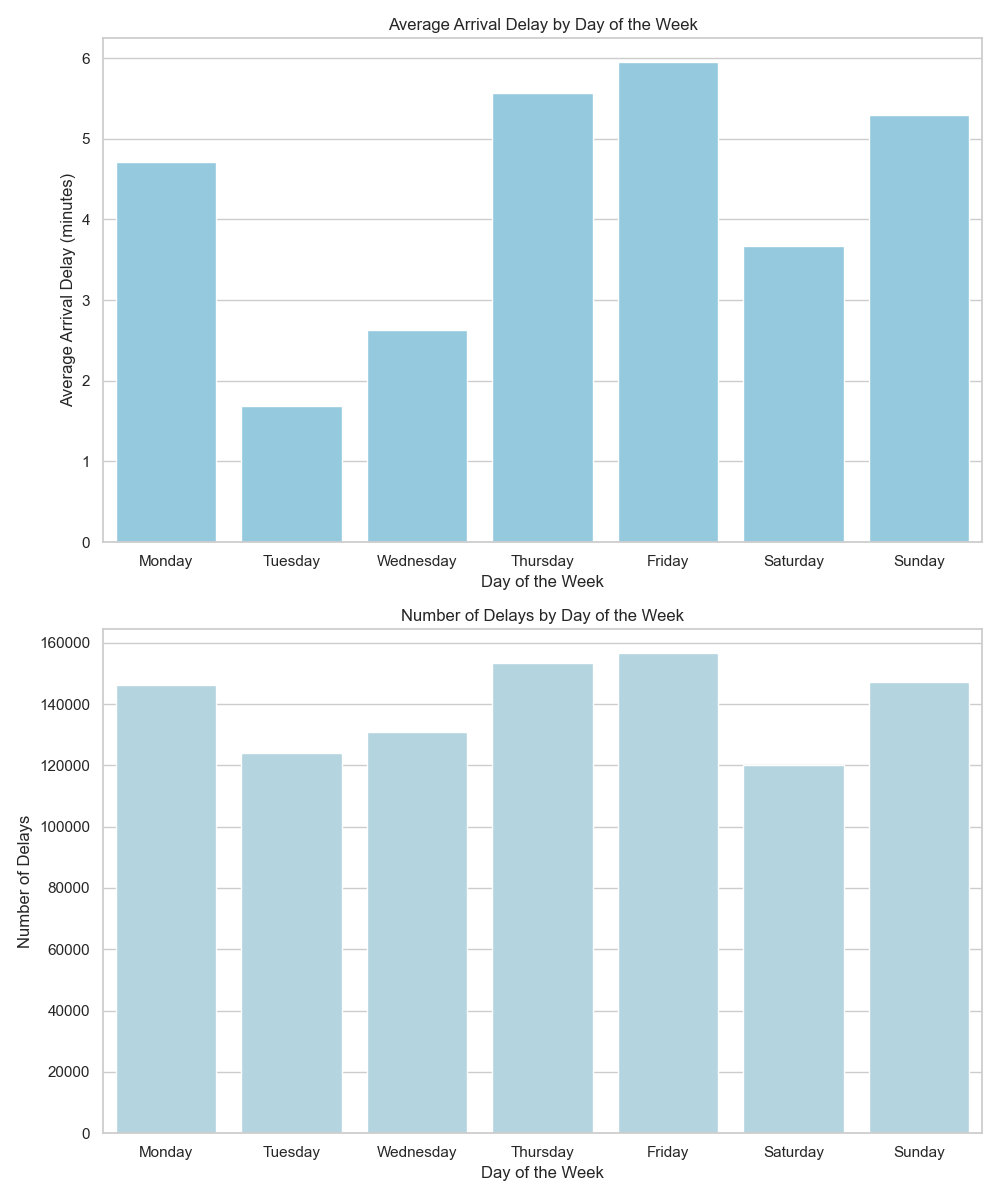 Average Arrival Delay by Day of the Week
6
5
4
3
2
1
0
Average Arrival Delay (minutes)
Monday Tuesday Wednesday Thursday Friday Saturday Sunday
Day of the Week
Number of Delays by Day of the Week
160000
140000
120000
100000
80000
60000
40000
20000
0
Number of Delays
Monday Tuesday Wednesday Thursday Friday Saturday Sunday
Day of the Week